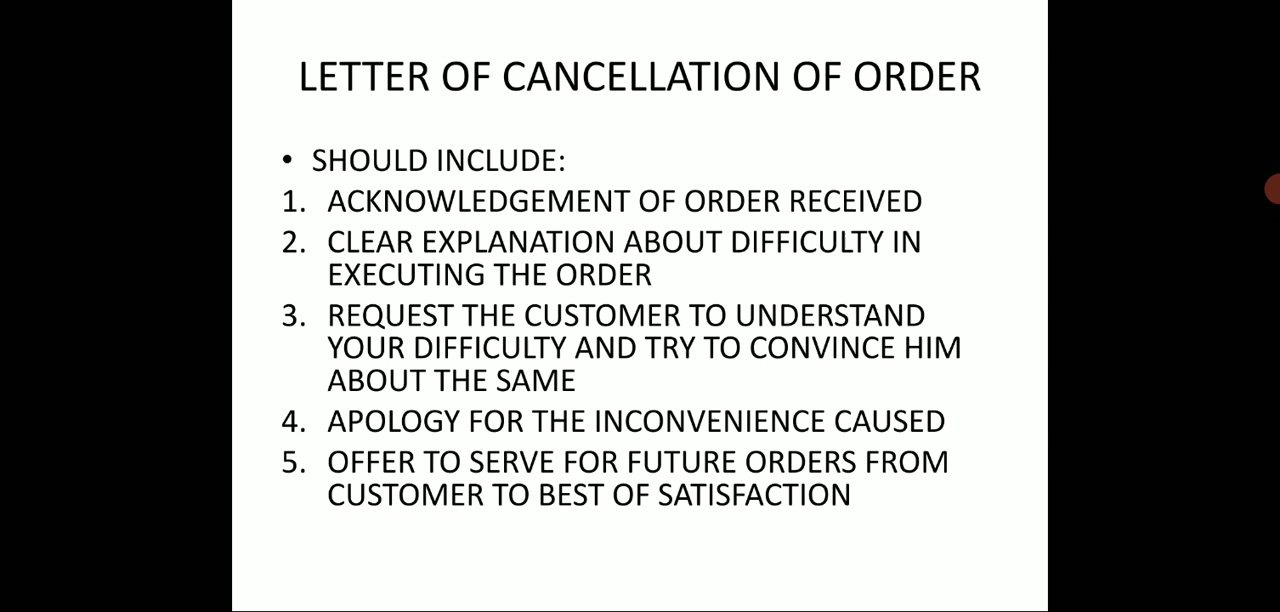 LETTER OF CANCELLATION OF ORDER
• SHOULD INCLUDE:
1. ACKNOWLEDGEMENT OF ORDER RECEIVED
2. CLEAR EXPLANATION ABOUT DIFFICULTY IN
EXECUTING THE ORDER
3. REQUEST THE CUSTOMER TO UNDERSTAND
YOUR DIFFICULTY AND TRY TO CONVINCE HIM
ABOUT THE SAME
4. APOLOGY FOR THE INCONVENIENCE CAUSED
5. OFFER TO SERVE FOR FUTURE ORDERS FROM
CUSTOMER TO BEST OF SATISFACTION